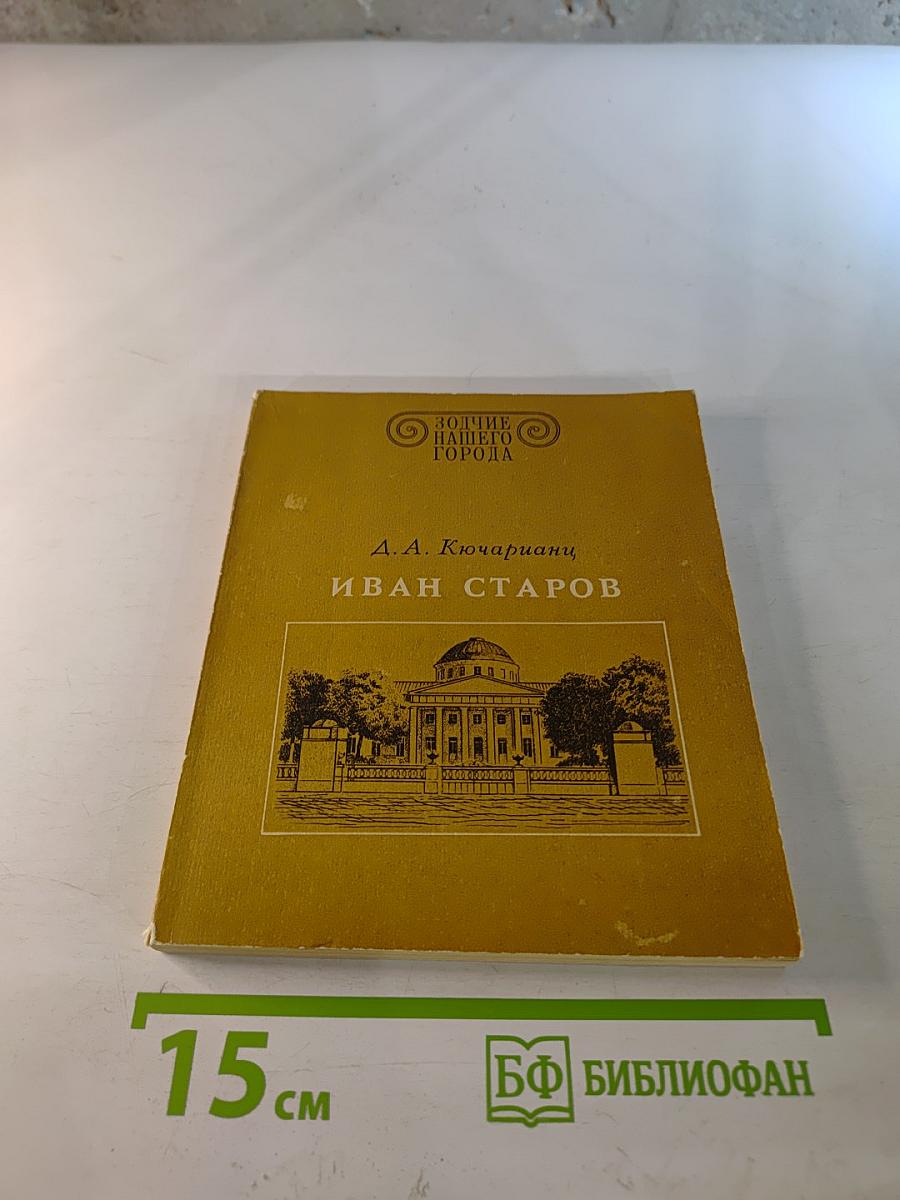 ЗОДЧИЕ
НАШЕГО
ГОРОДА
Д. А. Кючарианц
ИВАН СТАРОВ
15 см
БФ БИБЛИОФАН